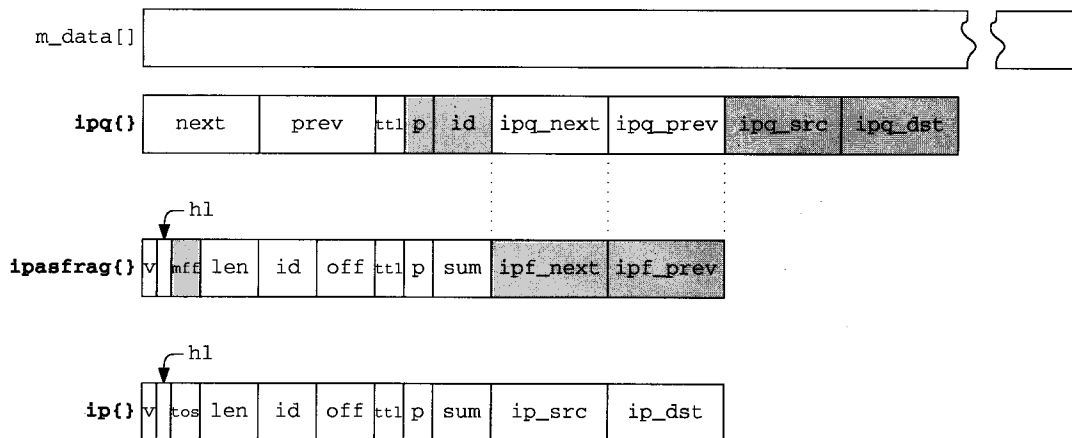 m_data[]
ipq{} next prev ttl p id ipq_next ipq_prev ipq_src ipq_dst
hl
ipasfrag{} v mff len id off ttl p sum ipf_next ipf_prev
hl
ip{} v tos len id off ttl p sum ip_src ip_dst